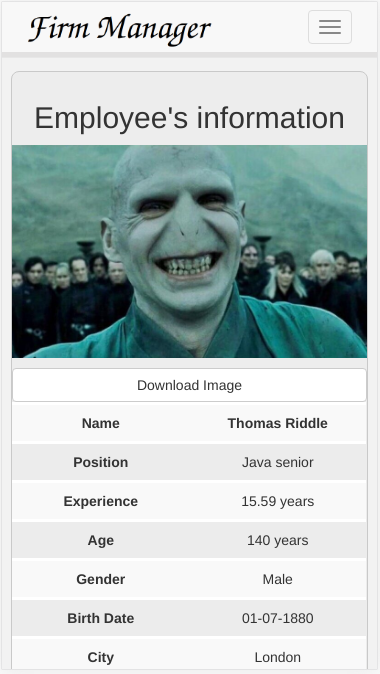 Firm Manager
Employee's information
Download Image
Name Thomas Riddle
Position Java senior
Experience 15.59 years
Age 140 years
Gender Male
Birth Date 01-07-1880
City London